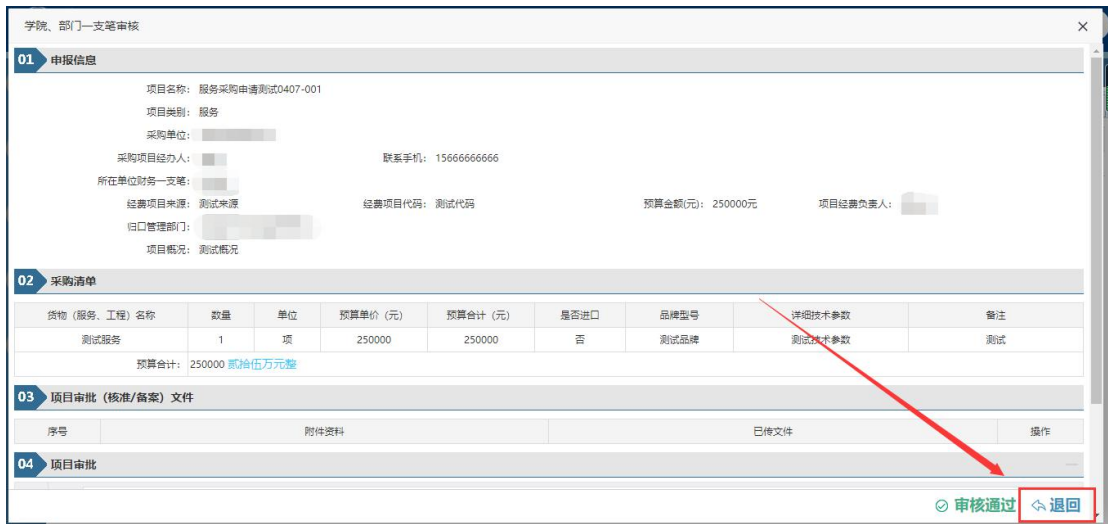 学院、部门一支笔审核
01 申报信息
项目名称： 服务采购申请测试0407-001
项目类别： 服务
采购单位：
采购项目经办人： 联系手机： 15666666666
所在单位财务一支笔：
经费项目来源： 测试来源 经费项目代码： 测试代码 预算金额(元)： 250000元 项目经费负责人：
归口管理部门：
项目概况： 测试概况
02 采购清单
货物（服务、工程）名称 数量 单位 预算单价（元） 预算合计（元） 是否进口 品牌型号 详细技术参数 备注
测试服务 1 项 250000 250000 否 测试品牌 测试技术参数 测试
预算合计： 250000 贰拾伍万元整
03 项目审批（核准/备案）文件
序号 附件资料 已传文件 操作
04 项目审批
审核通过 退回